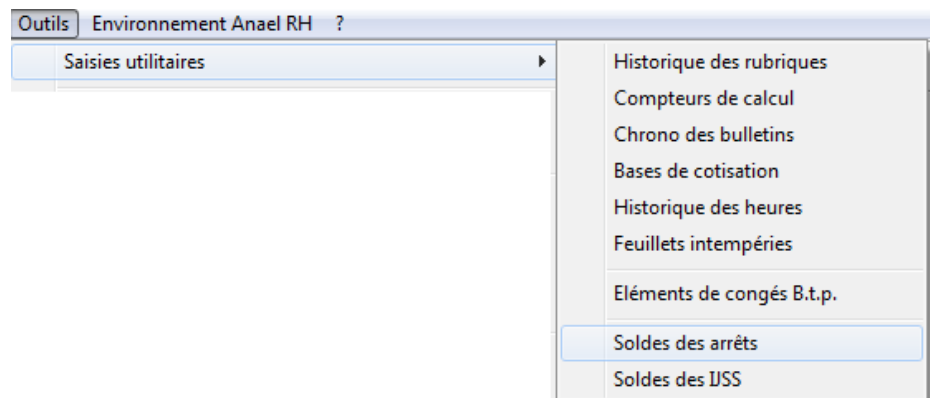 Outils Environnement Anael RH ?
Saisies utilitaires
Historique des rubriques
Compteurs de calcul
Chrono des bulletins
Bases de cotisation
Historique des heures
Feuillets intempéries
Eléments de congés B.t.p.
Soldes des arrêts
Soldes des IJSS